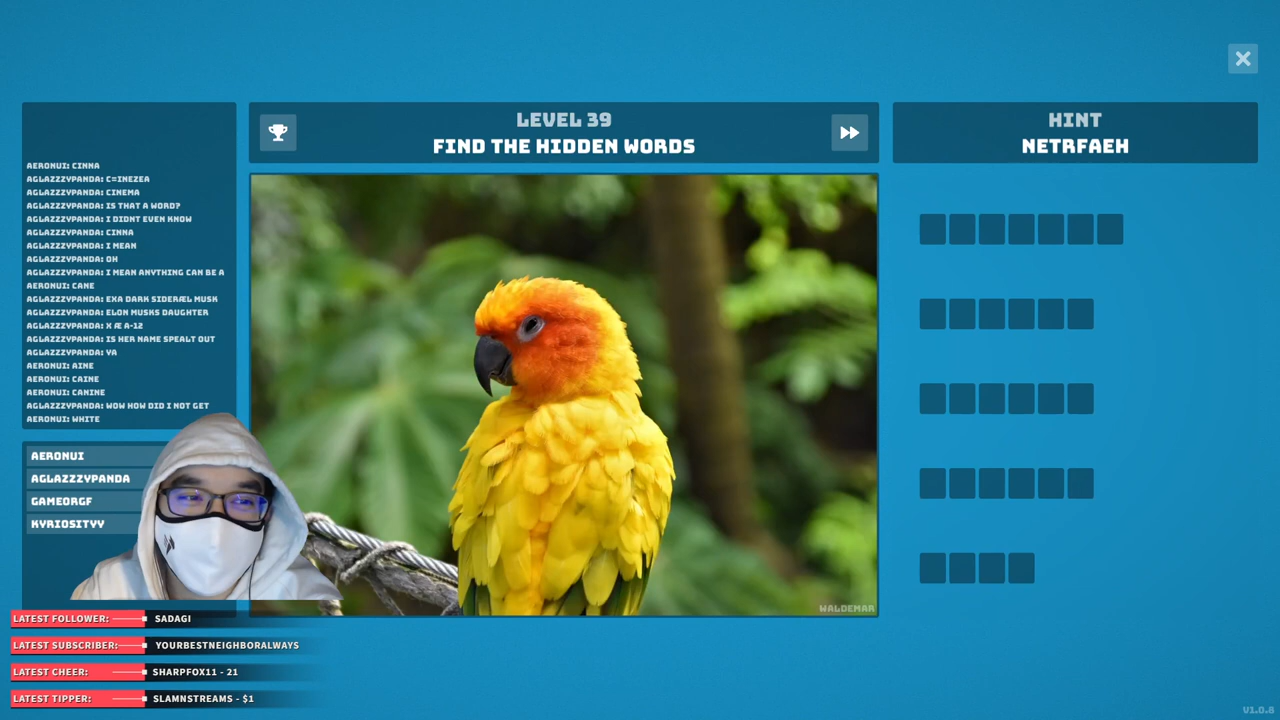 LEVEL 39
FIND THE HIDDEN WORDS
HINT
NETRFAEH
AERONUI: CINNA
AGLAZZZYPANDA: C=INEZEA
AGLAZZZYPANDA: CINEMA
AGLAZZZYPANDA: IS THAT A WORD?
AGLAZZZYPANDA: I DIDNT EVEN KNOW
AGLAZZZYPANDA: CINNA
AGLAZZZYPANDA: I MEAN
AGLAZZZYPANDA: OH
AGLAZZZYPANDA: I MEAN ANYTHING CAN BE A
AERONUI: CANE
AGLAZZZYPANDA: EXA DARK SIDERÆL MUSK
AGLAZZZYPANDA: ELON MUSKS DAUGHTER
AGLAZZZYPANDA: X Æ A-12
AGLAZZZYPANDA: IS HER NAME SPEALT OUT
AGLAZZZYPANDA: YA
AERONUI: AINE
AERONUI: CAINE
AERONUI: CANINE
AGLAZZZYPANDA: WOW HOW DID I NOT GET
AERONUI: WHITE
AERONUI
AGLAZZZYPANDA
GAMEORGF
KYRIOSITYY
WALDEMAR
LATEST FOLLOWER: SADAGI
LATEST SUBSCRIBER: YOURBESTNEIGHBORALWAYS
LATEST CHEER: SHARPFOX11 - 21
LATEST TIPPER: SLAMNSTREAMS - $1
V1.0.8